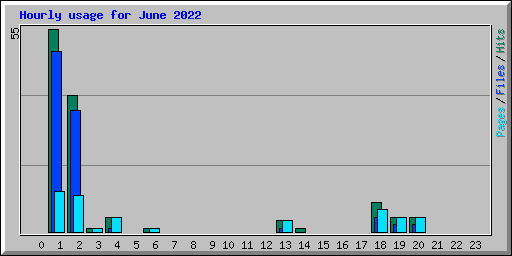 Hourly usage for June 2022
55
Pages/Files/Hits
0 1 2 3 4 5 6 7 8 9 10 11 12 13 14 15 16 17 18 19 20 21 22 23